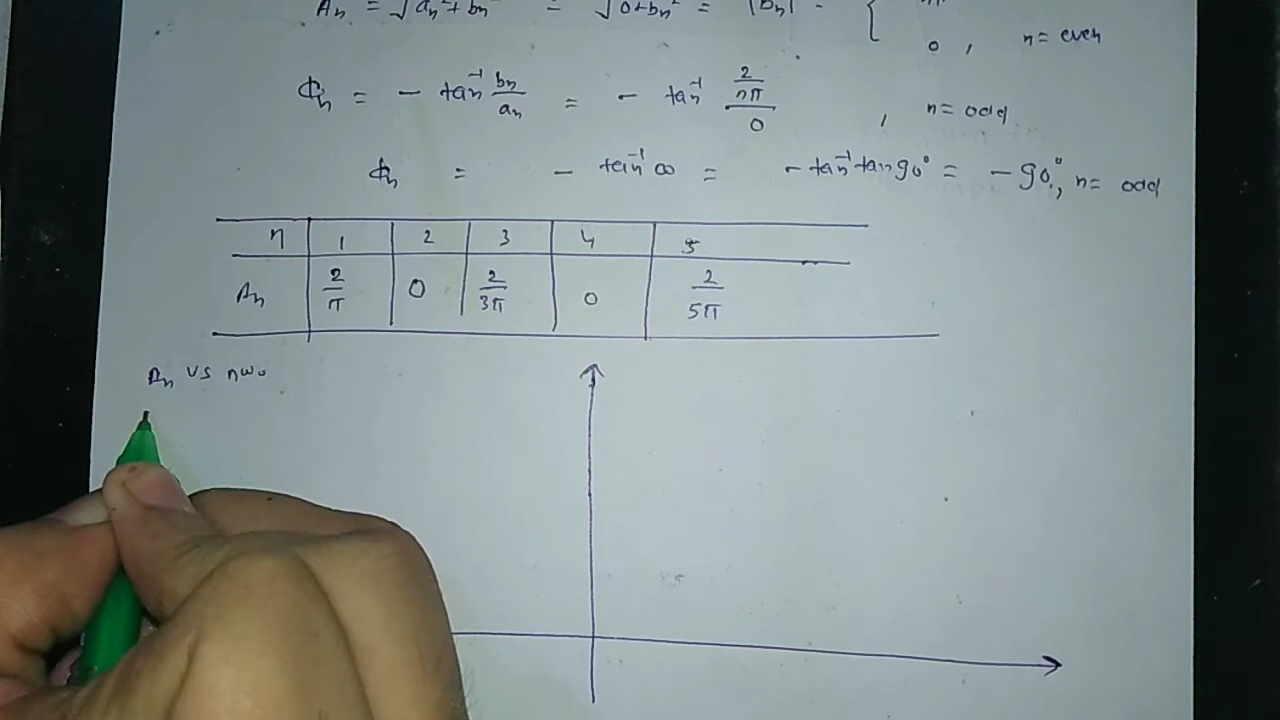 An = √an²+bn² = √0+bn² = |bn| = {
0 , n= even
Φn = - tan⁻¹ bn/an = - tan⁻¹ (2/nπ)/0 , n= odd
Φn = - tan⁻¹ ∞ = - tan⁻¹ tan 90° = -90°, n= odd
n 1 2 3 4 5
An 2/π 0 2/3π 0 2/5π
An vs nω₀